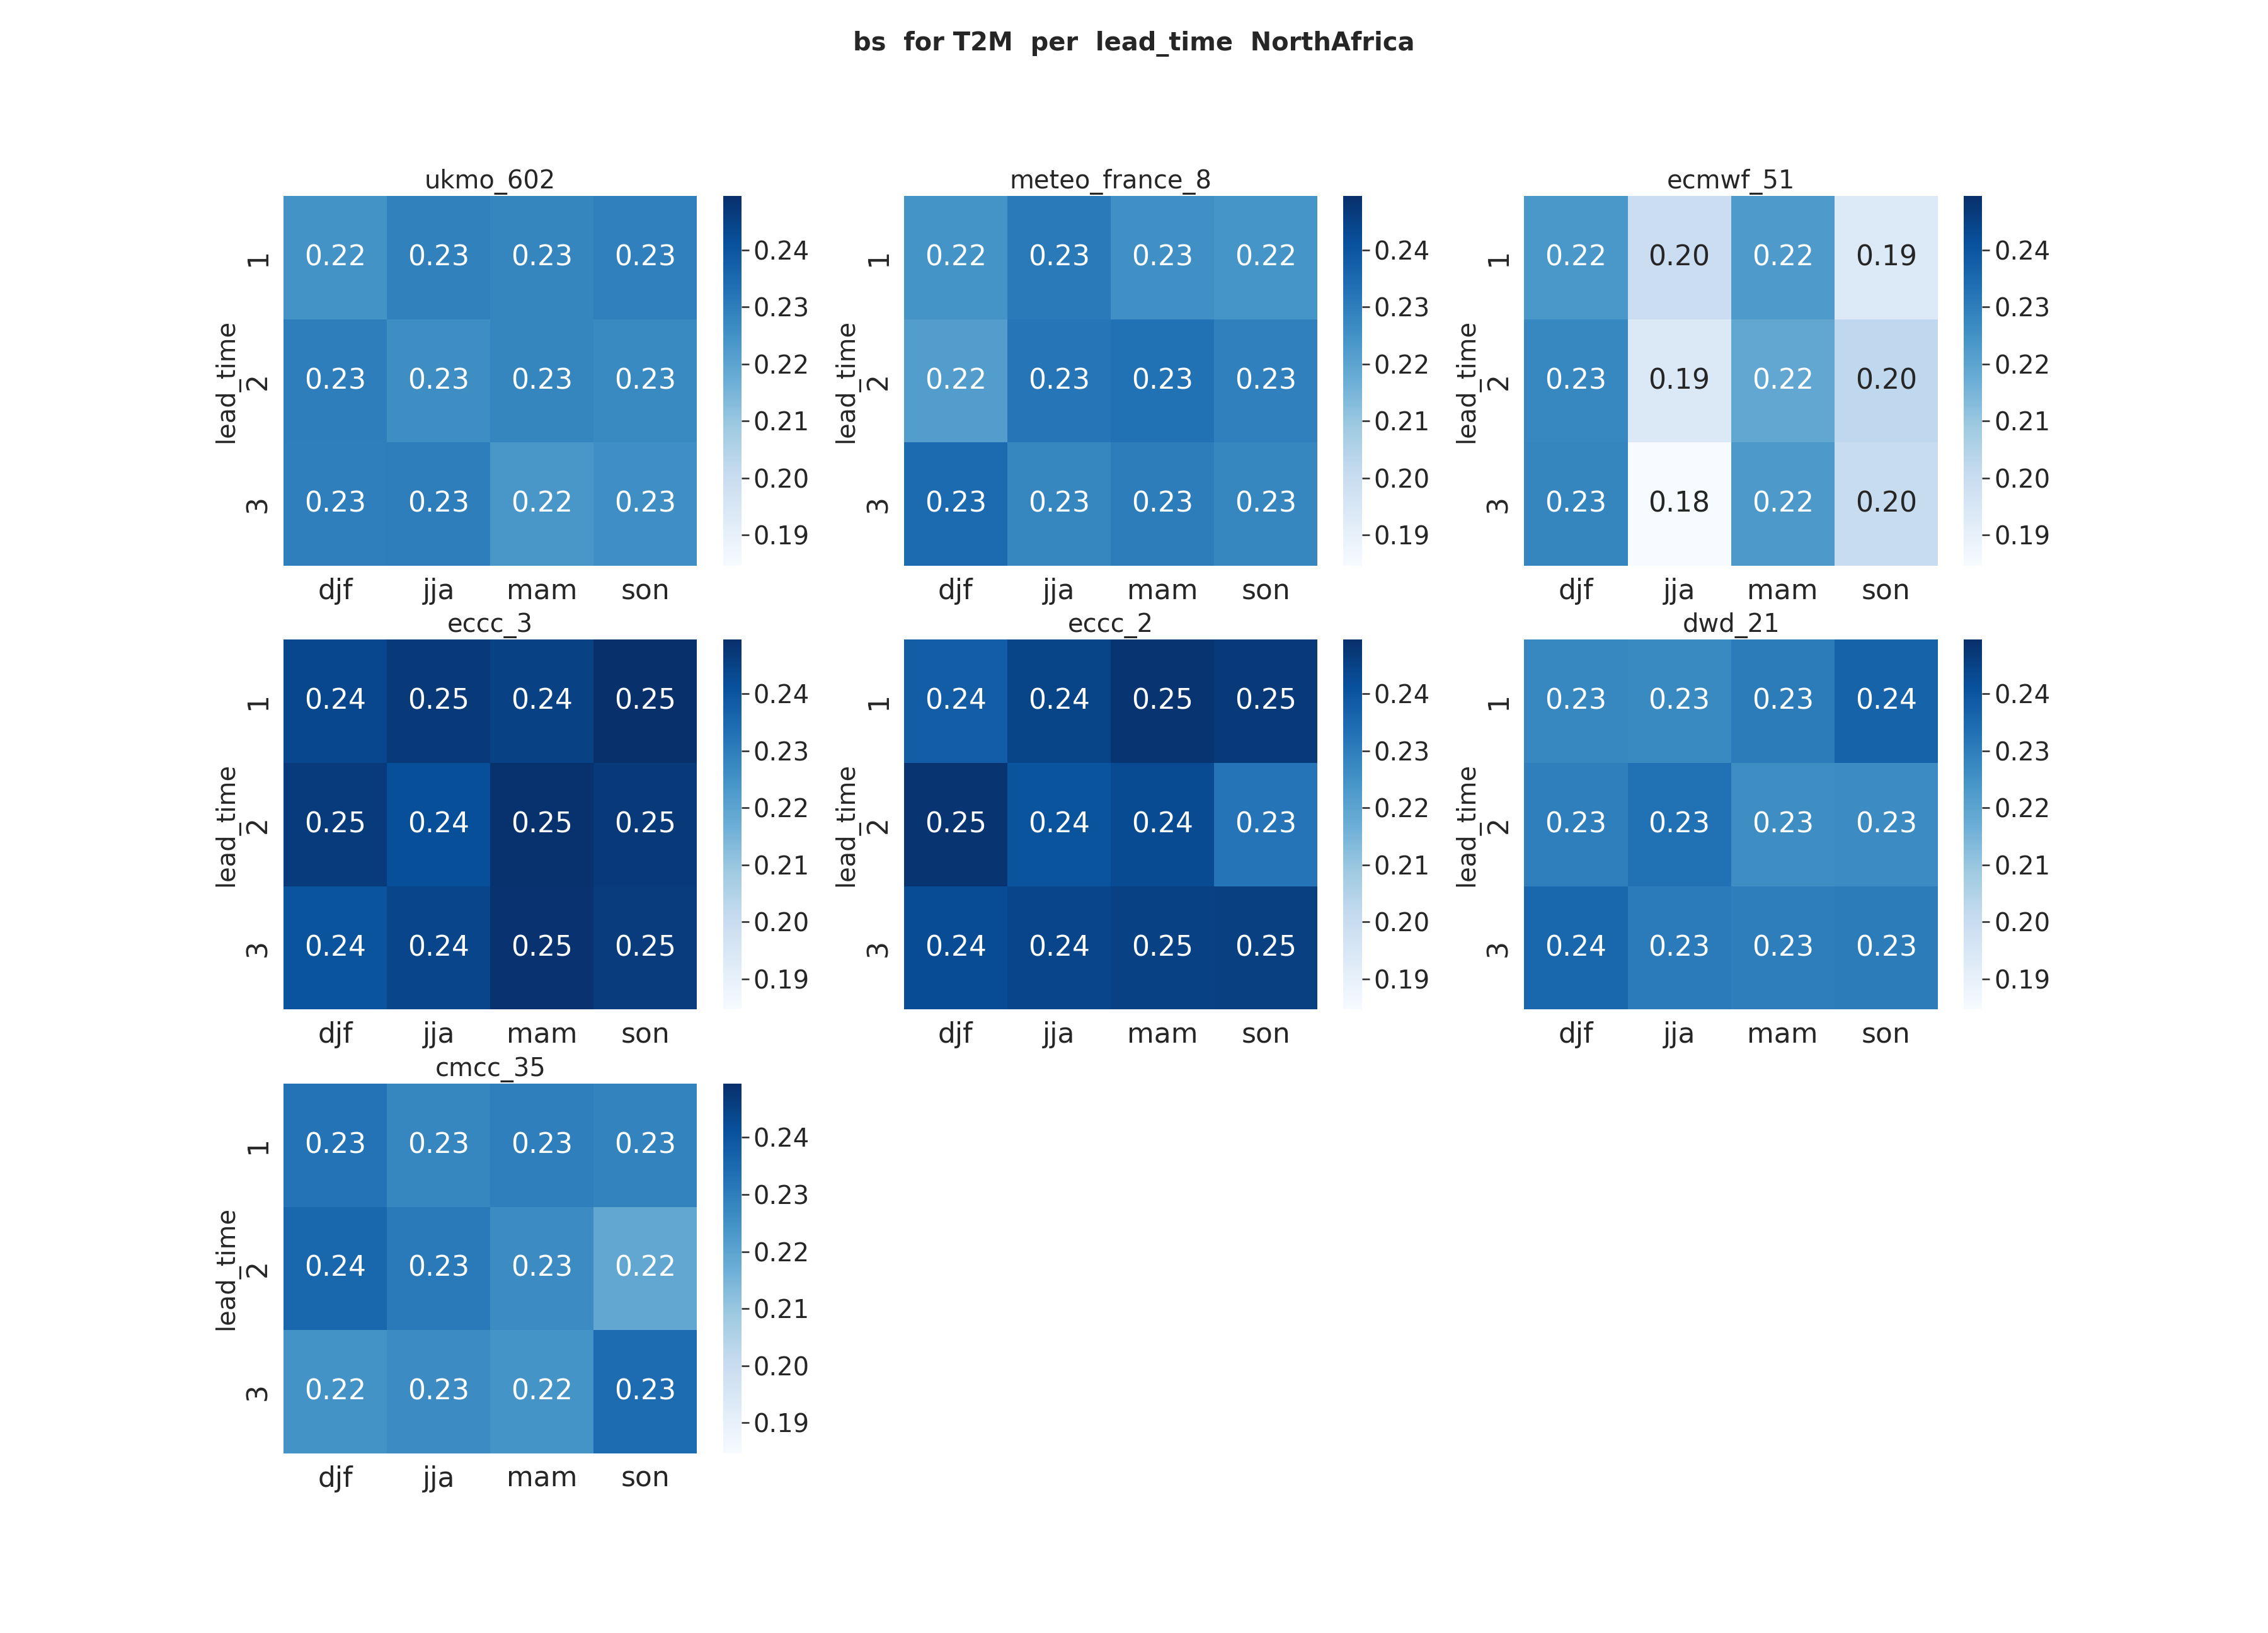 bs for T2M per lead_time NorthAfrica
ukmo_602
lead_time
1 0.22 0.23 0.23 0.23
2 0.23 0.23 0.23 0.23
3 0.23 0.23 0.22 0.23
djf jja mam son
0.24
0.23
0.22
0.21
0.20
0.19
meteo_france_8
lead_time
1 0.22 0.23 0.23 0.22
2 0.22 0.23 0.23 0.23
3 0.23 0.23 0.23 0.23
djf jja mam son
0.24
0.23
0.22
0.21
0.20
0.19
ecmwf_51
lead_time
1 0.22 0.20 0.22 0.19
2 0.23 0.19 0.22 0.20
3 0.23 0.18 0.22 0.20
djf jja mam son
0.24
0.23
0.22
0.21
0.20
0.19
eccc_3
lead_time
1 0.24 0.25 0.24 0.25
2 0.25 0.24 0.25 0.25
3 0.24 0.24 0.25 0.25
djf jja mam son
0.24
0.23
0.22
0.21
0.20
0.19
eccc_2
lead_time
1 0.24 0.24 0.25 0.25
2 0.25 0.24 0.24 0.23
3 0.24 0.24 0.25 0.25
djf jja mam son
0.24
0.23
0.22
0.21
0.20
0.19
dwd_21
lead_time
1 0.23 0.23 0.23 0.24
2 0.23 0.23 0.23 0.23
3 0.24 0.23 0.23 0.23
djf jja mam son
0.24
0.23
0.22
0.21
0.20
0.19
cmcc_35
lead_time
1 0.23 0.23 0.23 0.23
2 0.24 0.23 0.23 0.22
3 0.22 0.23 0.22 0.23
djf jja mam son
0.24
0.23
0.22
0.21
0.20
0.19